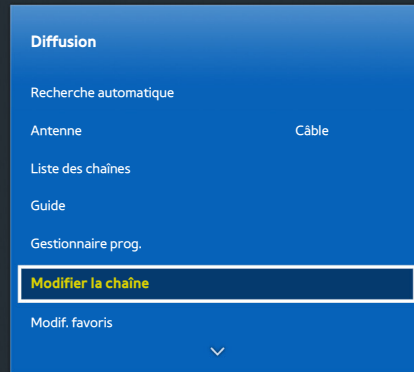 Diffusion
Recherche automatique
Antenne Câble
Liste des chaînes
Guide
Gestionnaire prog.
Modifier la chaîne
Modif. favoris